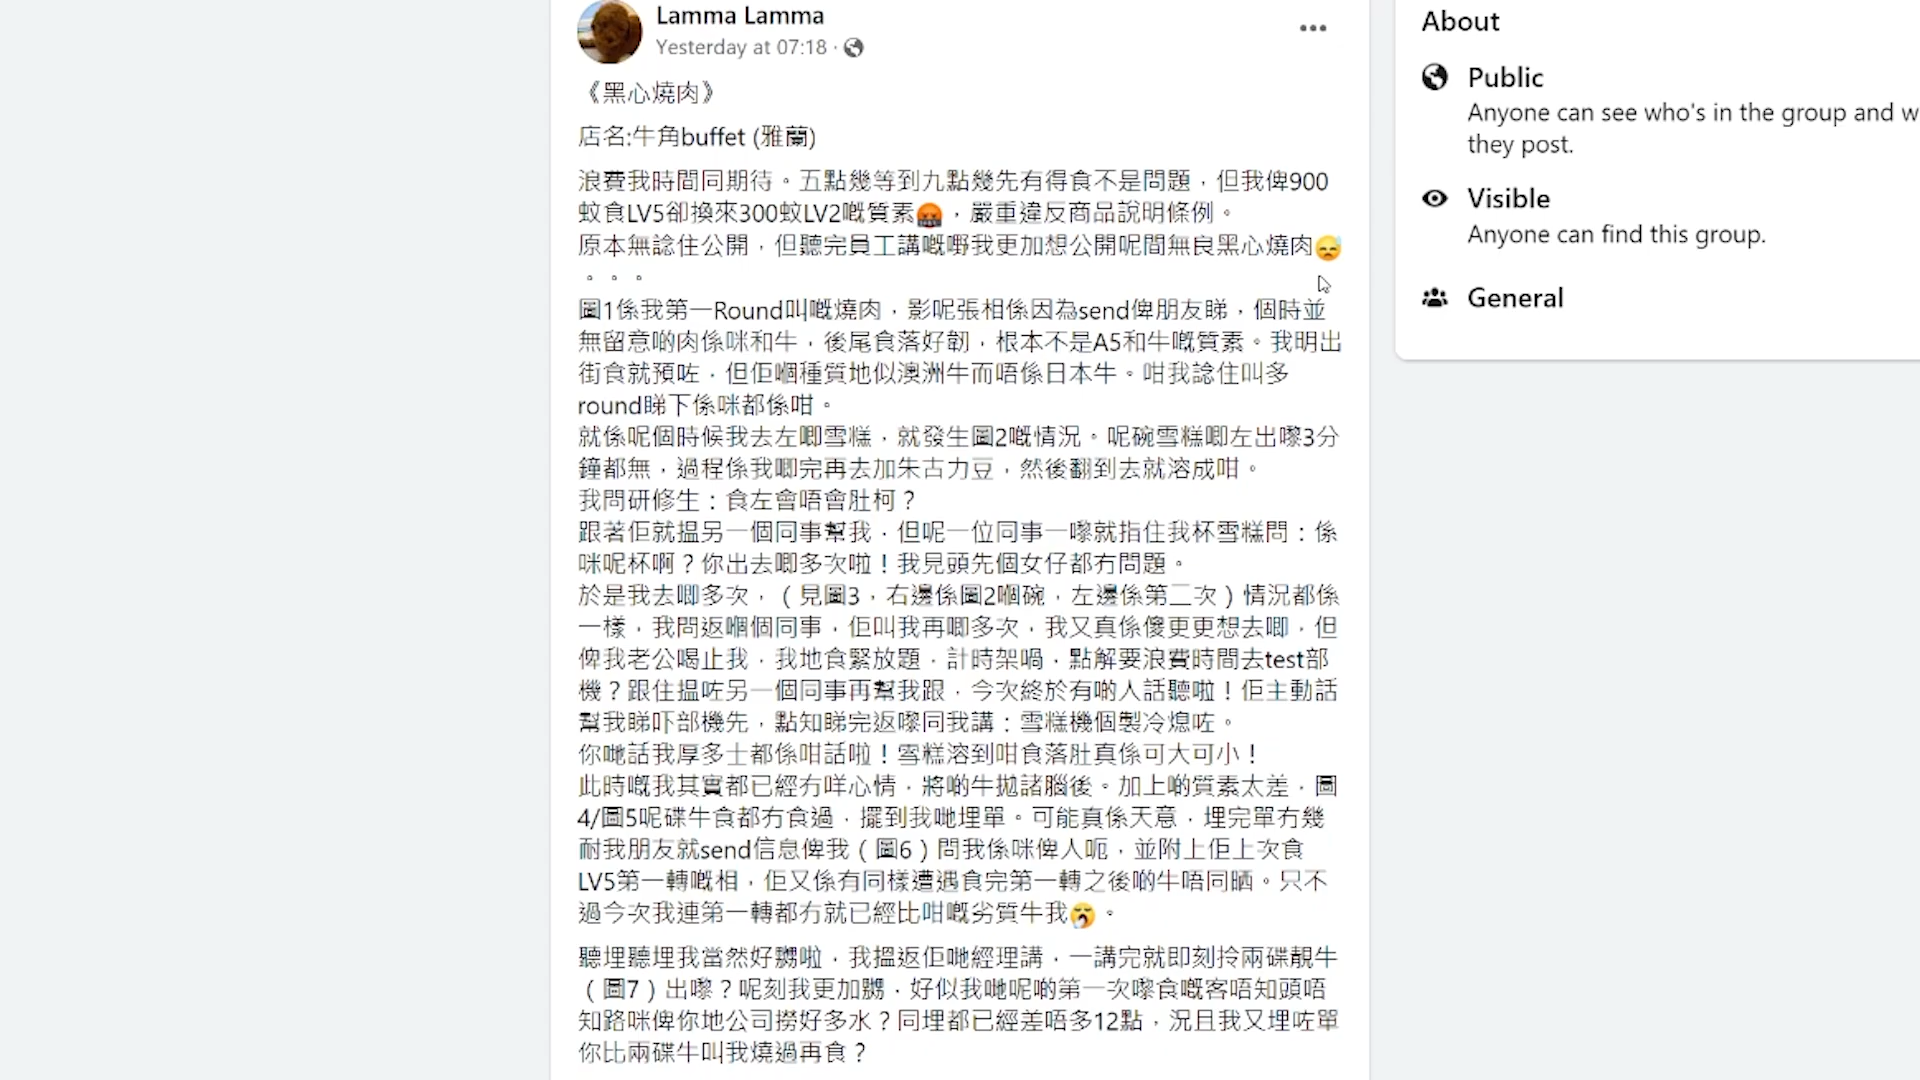 Lamma Lamma
Yesterday at 07:18 ·
《黑心燒肉》
店名:牛角buffet (雅蘭)
浪費我時間同期待。五點幾等到九點幾先有得食不是問題，但我俾900
蚊食LV5卻換來300蚊LV2嘅質素🤬，嚴重違反商品說明條例。
原本無諗住公開，但聽完員工講嘅嘢我更加想公開呢間無良黑心燒肉😓
。。。
圖1係我第一Round叫嘅燒肉，影呢張相係因為send俾朋友睇，個時並
無留意啲肉係咪和牛，後尾食落好韌，根本不是A5和牛嘅質素。我明出
街食就預咗，但佢嗰種質地似澳洲牛而唔係日本牛。咁我諗住叫多
round睇下係咪都係咁。
就係呢個時候我去左唧雪糕，就發生圖2嘅情況。呢碗雪糕唧左出嚟3分
鐘都無，過程係我唧完再去加朱古力豆，然後翻到去就溶成咁。
我問研修生：食左會唔會肚柯？
跟著佢就搵另一個同事幫我，但呢一位同事一嚟就指住我杯雪糕問：係
咪呢杯啊？你出去唧多次啦！我見頭先個女仔都冇問題。
於是我去唧多次，（見圖3，右邊係圖2嗰碗，左邊係第二次）情況都係
一樣，我問返嗰個同事，佢叫我再唧多次，我又真係傻更更想去唧，但
俾我老公喝止我，我地食緊放題，計時架喎，點解要浪費時間去test部
機？跟住搵咗另一個同事再幫我跟，今次終於有啲人話聽啦！佢主動話
幫我睇吓部機先，點知睇完返嚟同我講：雪糕機個製冷熄咗。
你哋話我厚多士都係咁話啦！雪糕溶到咁食落肚真係可大可小！
此時嘅我其實都已經冇咩心情，將啲牛拋諸腦後。加上啲質素太差，圖
4/圖5呢碟牛食都冇食過，擺到我哋埋單。可能真係天意，埋完單冇幾
耐我朋友就send信息俾我（圖6）問我係咪俾人呃，並附上佢上次食
LV5第一轉嘅相，佢又係有同樣遭遇食完第一轉之後啲牛唔同晒。只不
過今次我連第一轉都冇就已經比咁嘅劣質牛我🥱。
聽埋聽埋我當然好嬲啦，我搵返佢哋經理講，一講完就即刻拎兩碟靚牛
（圖7）出嚟？呢刻我更加嬲，好似我哋呢啲第一次嚟食嘅客唔知頭唔
知路咪俾你地公司撈好多水？同埋都已經差唔多12點，況且我又埋咗單
你比兩碟牛叫我燒過再食？
About
Public
Anyone can see who's in the group and w
they post.
Visible
Anyone can find this group.
General